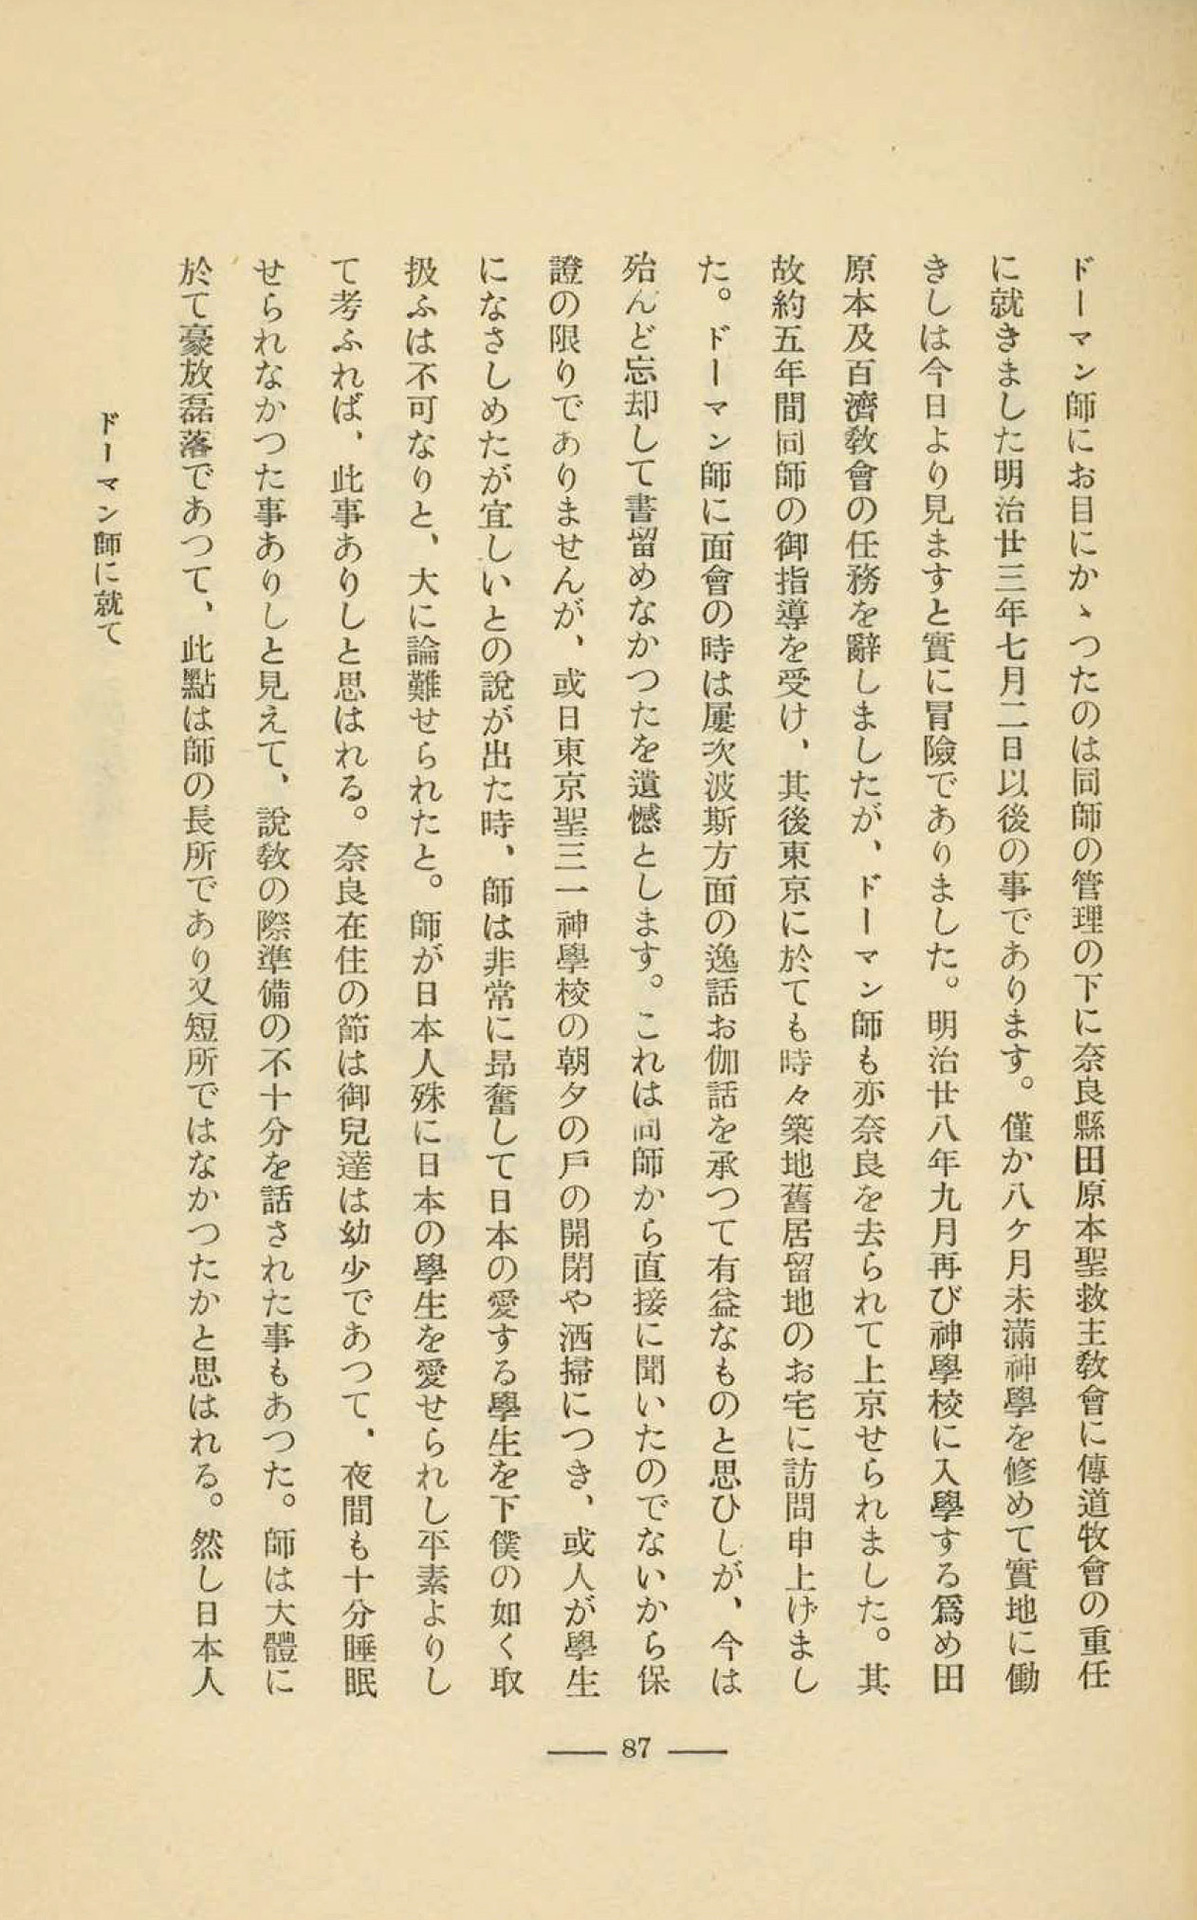 ドーマン師にお目にかゝつたのは同師の管理の下に奈良縣田原本聖救主敎會に傳道牧會の重任
に就きました明治廿三年七月二日以後の事であります。僅か八ケ月未滿神學を修めて實地に働
きしは今日より見ますと實に冒險でありました。明治廿八年九月再び神學校に入學する爲め田
原本及百濟敎會の任務を辭しましたが、ドーマン師も亦奈良を去られて上京せられました。其
故約五年間同師の御指導を受け、其後東京に於ても時々築地舊居留地のお宅に訪問申上げまし
た。ドーマン師に面會の時は屢次波斯方面の逸話お伽話を承つて有益なものと思ひしが、今は
殆んど忘却して書留めなかつたを遺憾とします。これは同師から直接に聞いたのでないから保
證の限りでありませんが、或日東京聖三一神學校の朝夕の戶の開閉や洒掃につき、或人が學生
になさしめたが宜しいとの說が出た時、師は非常に昻奮して日本の愛する學生を下僕の如く取
扱ふは不可なりと、大に論難せられたと。師が日本人殊に日本の學生を愛せられし平素よりし
て考ふれば、此事ありしと思はれる。奈良在住の節は御兒達は幼少であつて、夜間も十分睡眠
せられなかつた事ありしと見えて、說敎の際準備の不十分を話された事もあつた。師は大體に
於て豪放磊落であつて、此點は師の長所であり又短所ではなかつたかと思はれる。然し日本人
ドーマン師に就て
87